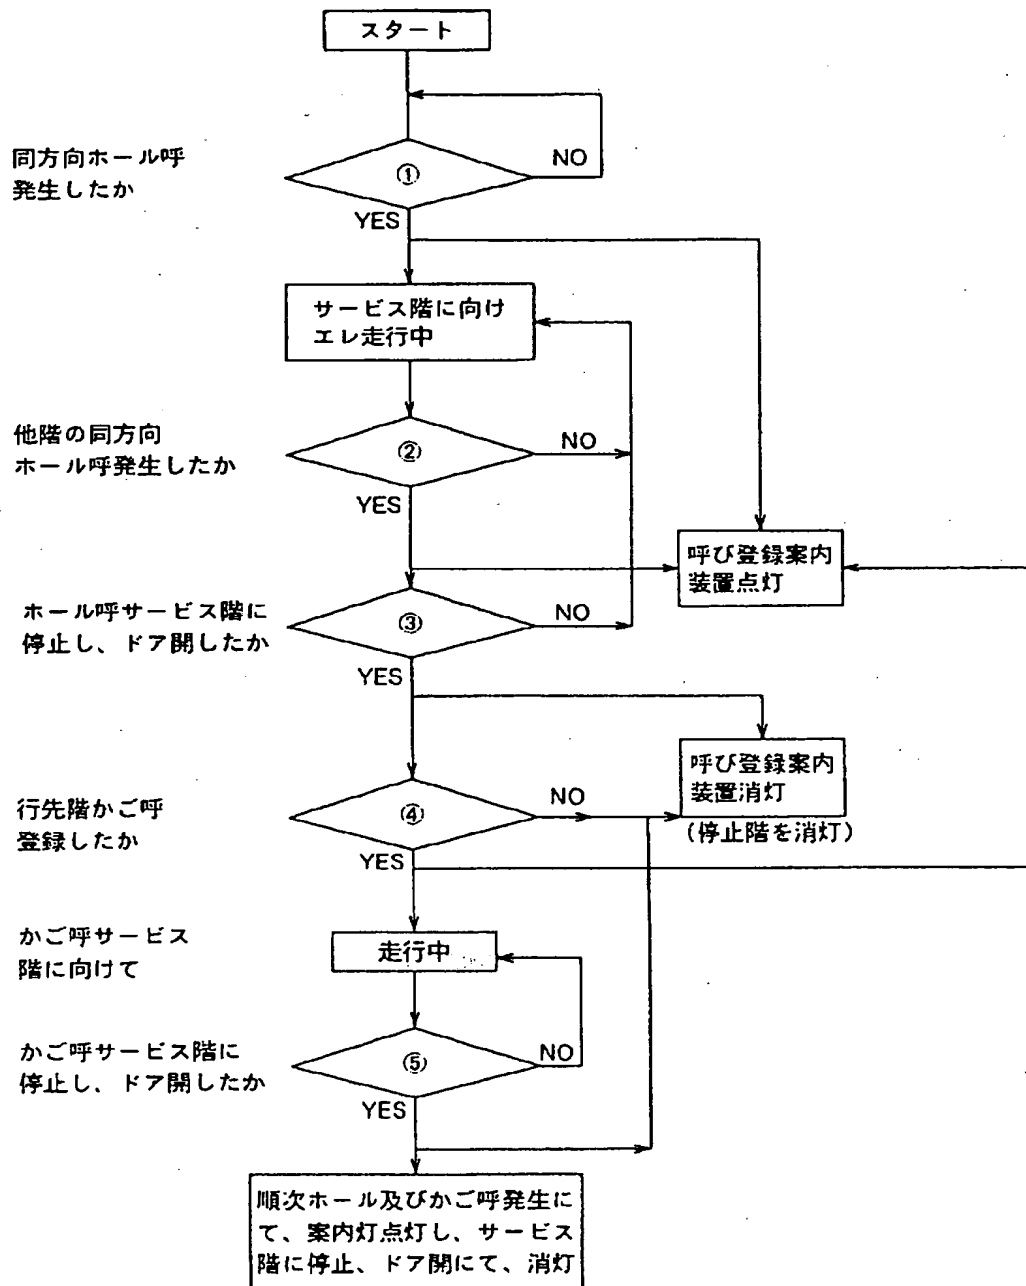 スタート
同方向ホール呼
発生したか
①
NO
YES
サービス階に向け
エレ走行中
他階の同方向
ホール呼発生したか
②
NO
YES
呼び登録案内
装置点灯
ホール呼サービス階に
停止し、ドア開したか
③
NO
YES
呼び登録案内
装置消灯
(停止階を消灯)
行先階かご呼
登録したか
④
NO
YES
かご呼サービス
階に向けて
走行中
かご呼サービス階に
停止し、ドア開したか
⑤
NO
YES
順次ホール及びかご呼発生に
て、案内灯点灯し、サービス
階に停止、ドア開にて、消灯